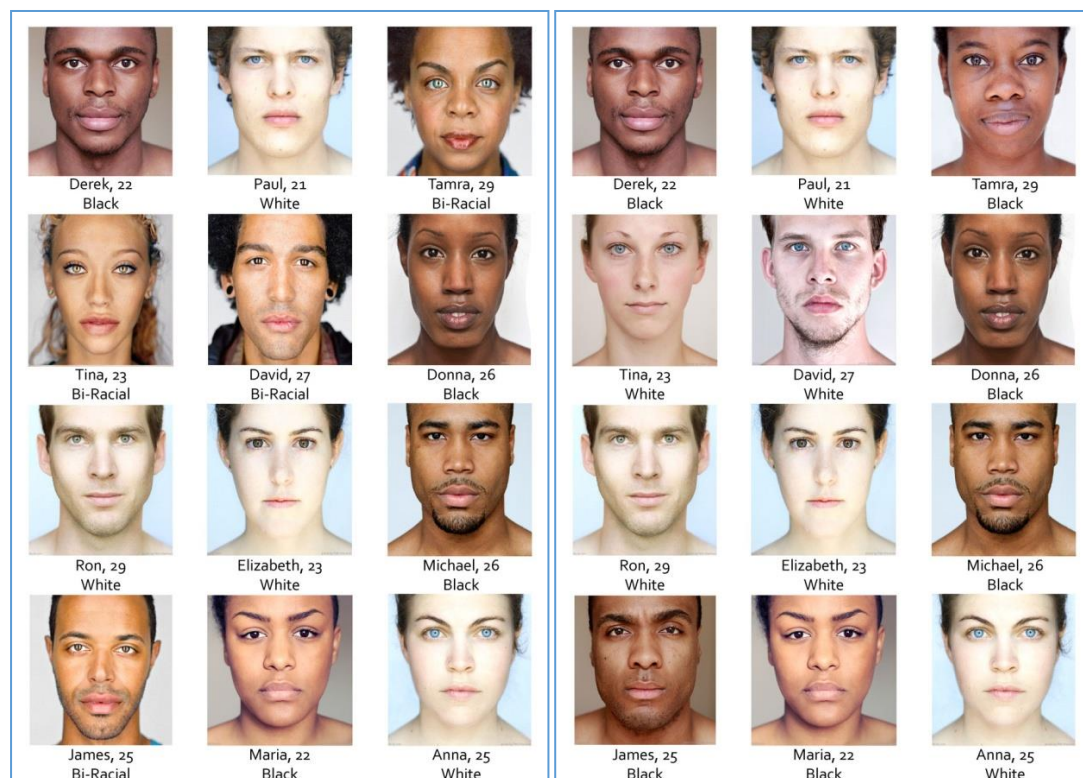 Derek, 22
Black
Paul, 21
White
Tamra, 29
Bi-Racial
Tina, 23
Bi-Racial
David, 27
Bi-Racial
Donna, 26
Black
Ron, 29
White
Elizabeth, 23
White
Michael, 26
Black
James, 25
Bi-Racial
Maria, 22
Black
Anna, 25
White
Derek, 22
Black
Paul, 21
White
Tamra, 29
Black
Tina, 23
White
David, 27
White
Donna, 26
Black
Ron, 29
White
Elizabeth, 23
White
Michael, 26
Black
James, 25
Black
Maria, 22
Black
Anna, 25
White